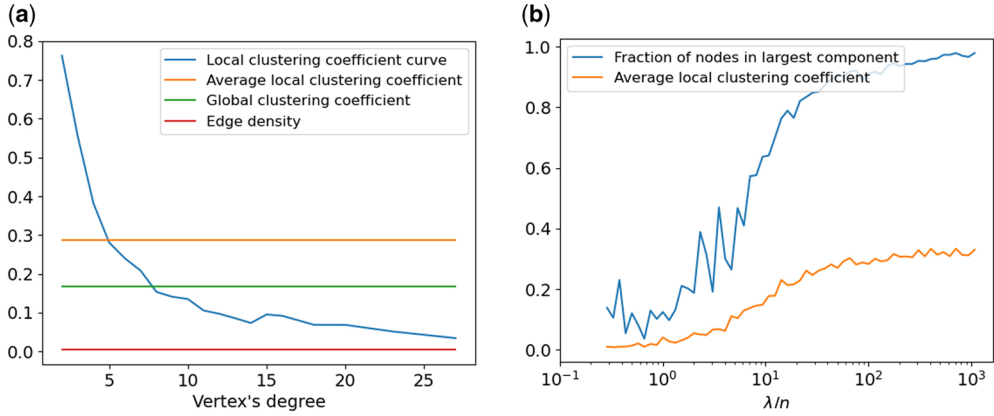 (a)
0.8
0.7
0.6
0.5
0.4
0.3
0.2
0.1
0.0
Local clustering coefficient curve
Average local clustering coefficient
Global clustering coefficient
Edge density
5 10 15 20 25
Vertex's degree
(b)
1.0
0.8
0.6
0.4
0.2
0.0
Fraction of nodes in largest component
Average local clustering coefficient
10⁻¹ 10⁰ 10¹ 10² 10³
λ/n